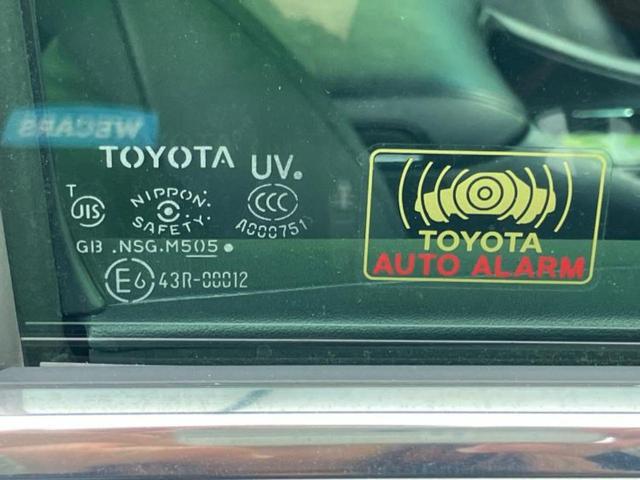 WECARS
TOYOTA UV.
T
JIS
NIPPON
SAFETY
CCC
A000751
GB .NSG.M505.
E6 43R-00012
TOYOTA
AUTO ALARM